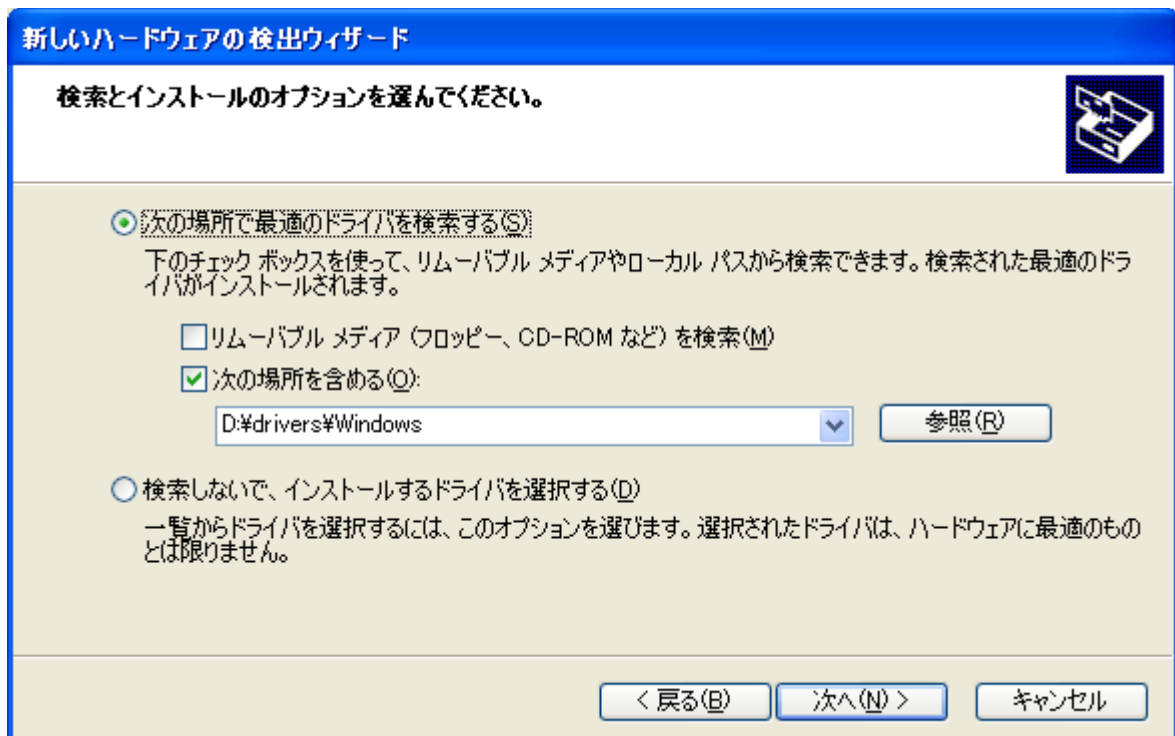 新しいハードウェアの検出ウィザード
検索とインストールのオプションを選んでください。
次の場所で最適のドライバを検索する(S)
下のチェック ボックスを使って、リムーバブル メディアやローカル パスから検索できます。検索された最適のドラ
イバがインストールされます。
リムーバブル メディア (フロッピー、CD-ROM など) を検索(M)
次の場所を含める(O):
D:¥drivers¥Windows
参照(R)
検索しないで、インストールするドライバを選択する(D)
一覧からドライバを選択するには、このオプションを選びます。選択されたドライバは、ハードウェアに最適のもの
とは限りません。
< 戻る(B) 次へ(N) > キャンセル